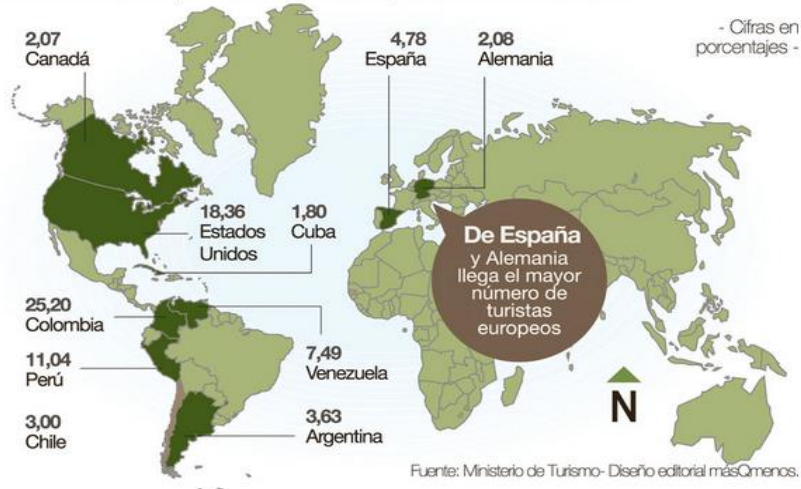 2,07
Canadá
4,78
España
2,08
Alemania
- Cifras en
porcentajes -
18,36
Estados
Unidos
1,80
Cuba
De España
y Alemania
llega el mayor
número de
turistas
europeos
25,20
Colombia
7,49
Venezuela
11,04
Perú
3,00
Chile
3,63
Argentina
N
Fuente: Ministerio de Turismo- Diseño editorial másQmenos.